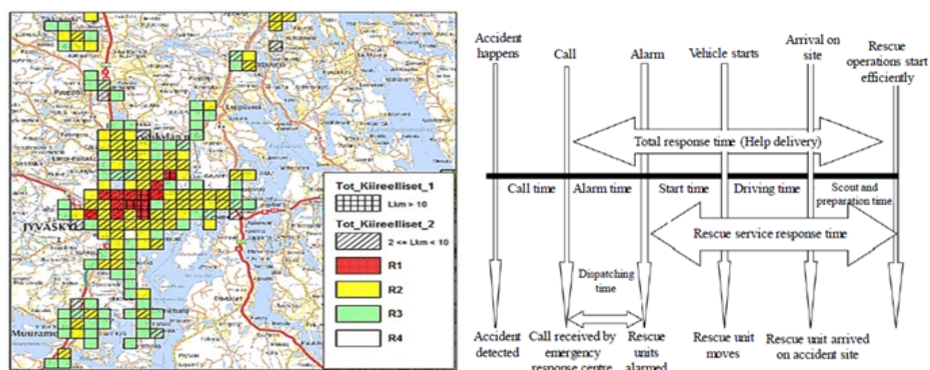 JYVÄSKYL
Muurame
Tot_Kiireelliset_1
Lkm > 10
Tot_Kiireelliset_2
2 <= Lkm < 10
R1
R2
R3
R4
Accident
happens
Call
Alarm
Vehicle starts
Arrival on
site
Rescue
operations start
efficiently
Total response time (Help delivery)
Call time
Alarm time
Start time
Driving time
Scout and
preparation time
Rescue service response time
Dispatching
time
Accident
detected
Call received by
emergency
response centre
Rescue
units
alarmed
Rescue unit
moves
Rescue unit arrived
on accident site